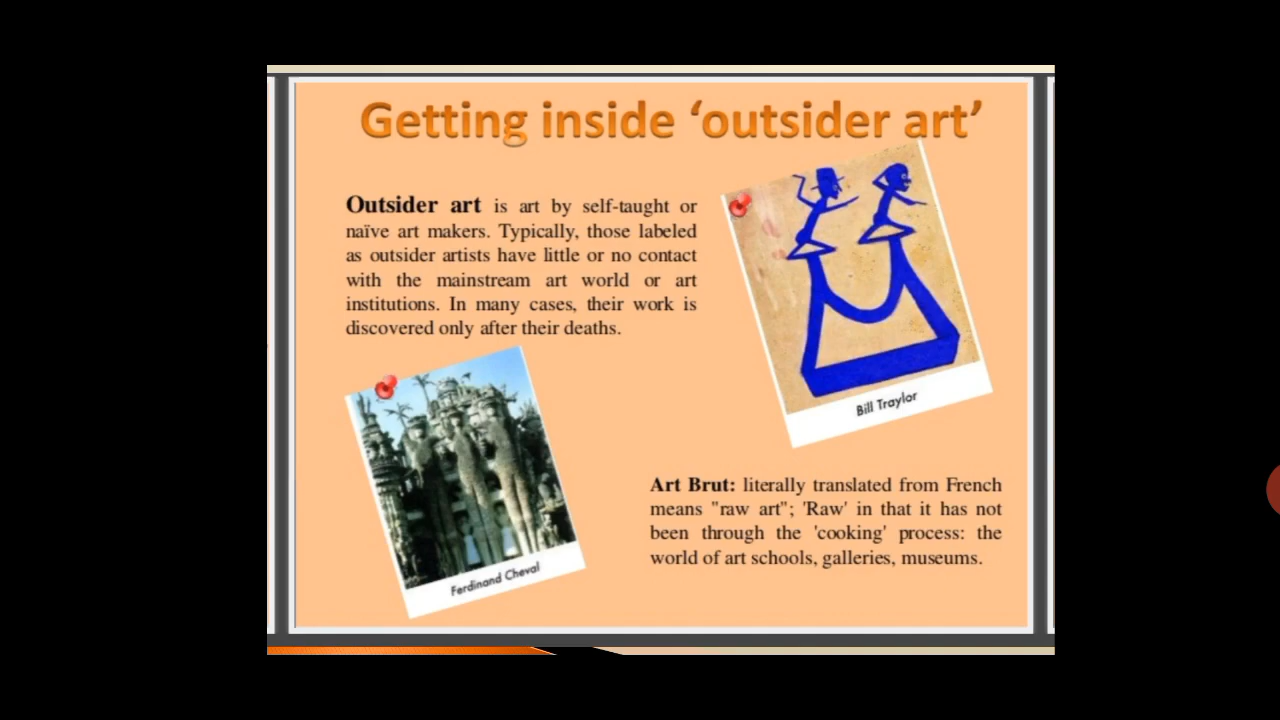 Getting inside ‘outsider art’
Outsider art is art by self-taught or
naïve art makers. Typically, those labeled
as outsider artists have little or no contact
with the mainstream art world or art
institutions. In many cases, their work is
discovered only after their deaths.
Bill Traylor
Ferdinand Cheval
Art Brut: literally translated from French
means "raw art"; 'Raw' in that it has not
been through the 'cooking' process: the
world of art schools, galleries, museums.